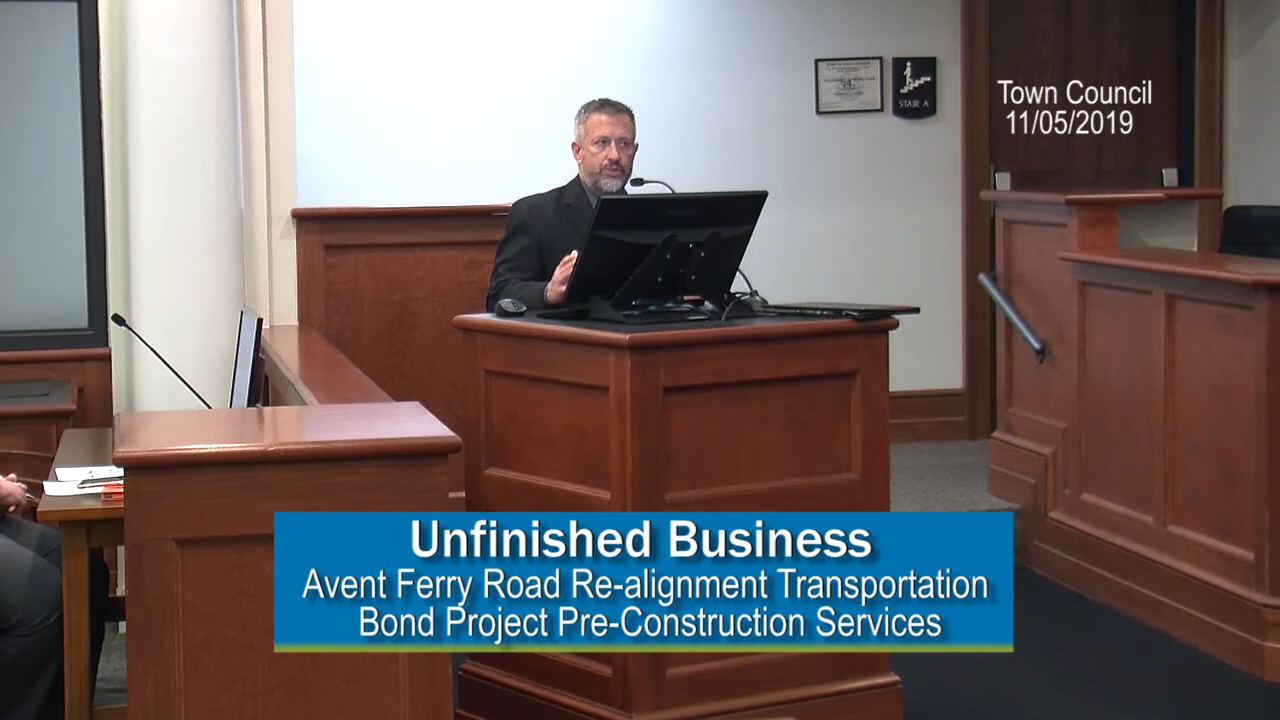 STAIR A
Town Council
11/05/2019
Unfinished Business
Avent Ferry Road Re-alignment Transportation
Bond Project Pre-Construction Services